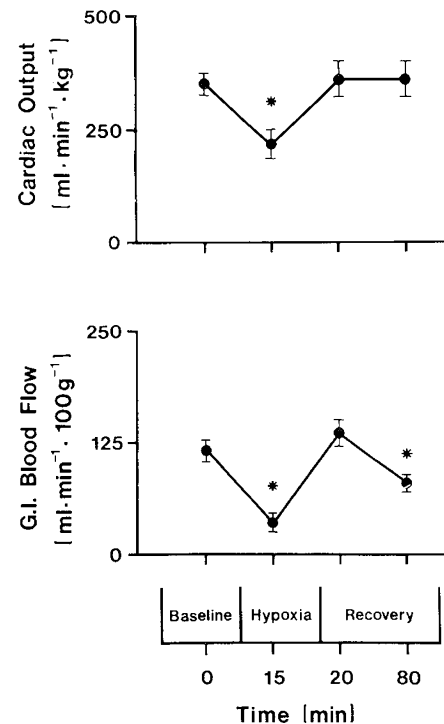 Cardiac Output
[ml·min⁻¹·kg⁻¹]
500
250
0
*
G.I. Blood Flow
[ml·min⁻¹·100g⁻¹]
250
125
0
*
*
Baseline Hypoxia Recovery
0 15 20 80
Time [min]